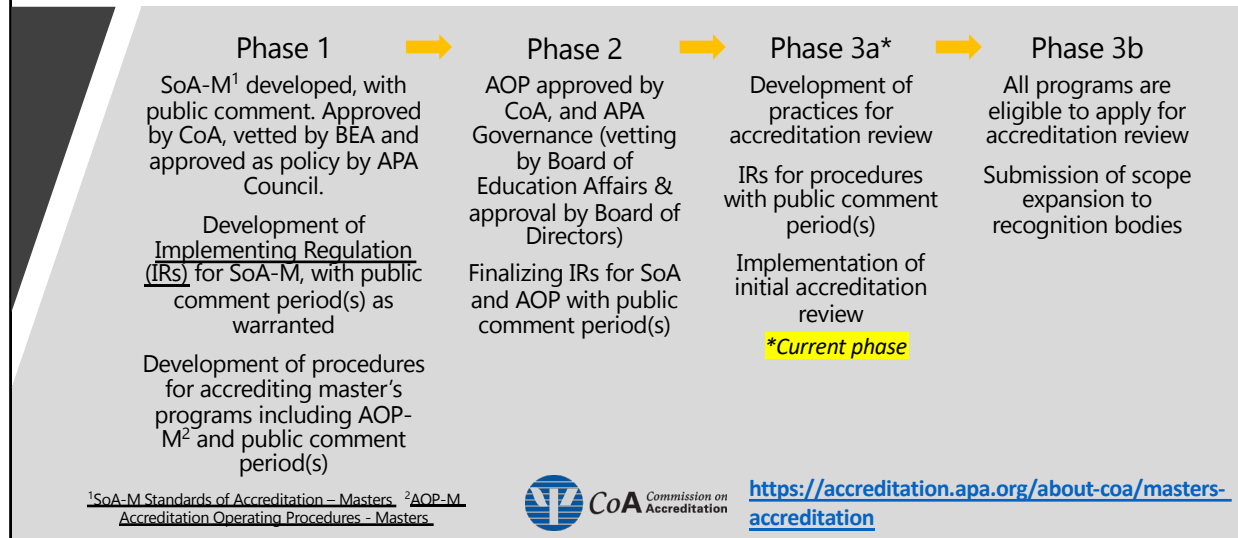 Phase 1
SoA-M¹ developed, with
public comment. Approved
by CoA, vetted by BEA and
approved as policy by APA
Council.
Development of
Implementing Regulation
(IRs) for SoA-M, with public
comment period(s) as
warranted
Development of procedures
for accrediting master’s
programs including AOP-
M² and public comment
period(s)
Phase 2
AOP approved by
CoA, and APA
Governance (vetting
by Board of
Education Affairs &
approval by Board of
Directors)
Finalizing IRs for SoA
and AOP with public
comment period(s)
Phase 3a*
Development of
practices for
accreditation review
IRs for procedures
with public comment
period(s)
Implementation of
initial accreditation
review
*Current phase
Phase 3b
All programs are
eligible to apply for
accreditation review
Submission of scope
expansion to
recognition bodies
¹SoA-M Standards of Accreditation – Masters ²AOP-M
Accreditation Operating Procedures - Masters
CoA Commission on
Accreditation
https://accreditation.apa.org/about-coa/masters-
accreditation